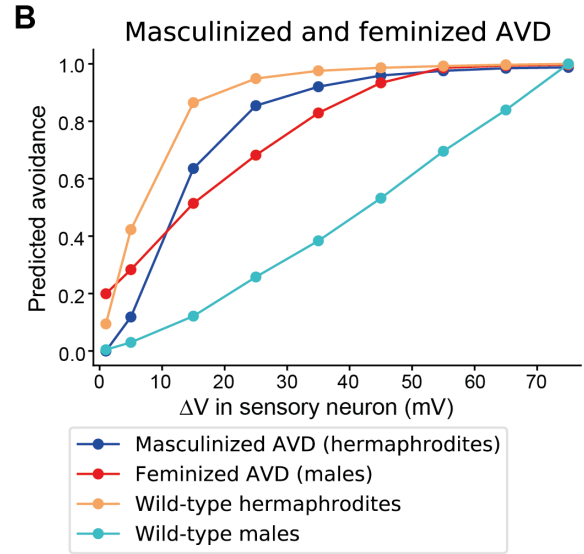 B
Masculinized and feminized AVD
Predicted avoidance
1.0
0.8
0.6
0.4
0.2
0.0
0 10 20 30 40 50 60 70
ΔV in sensory neuron (mV)
Masculinized AVD (hermaphrodites)
Feminized AVD (males)
Wild-type hermaphrodites
Wild-type males